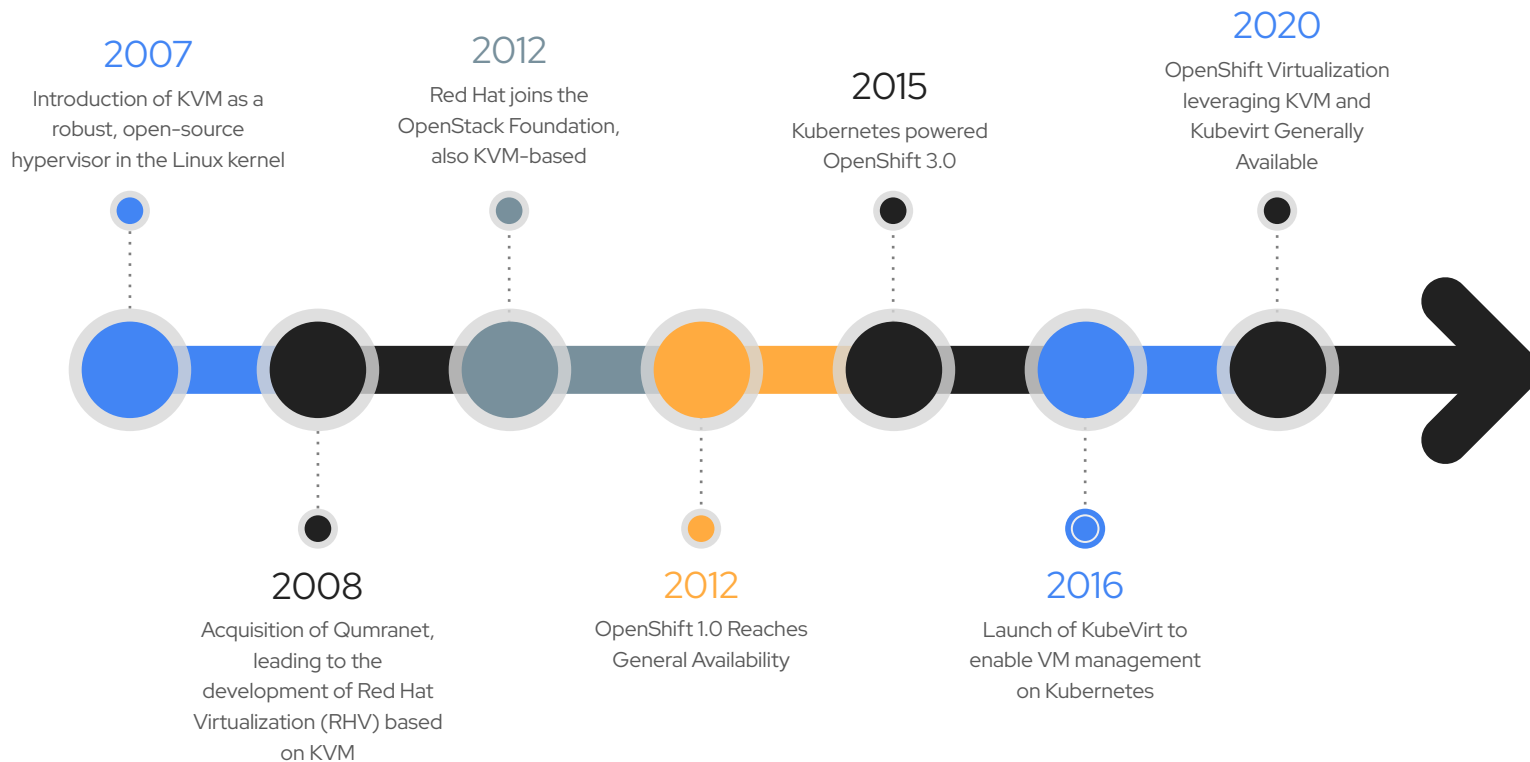 2007
Introduction of KVM as a
robust, open-source
hypervisor in the Linux kernel
2008
Acquisition of Qumranet,
leading to the
development of Red Hat
Virtualization (RHV) based
on KVM
2012
Red Hat joins the
OpenStack Foundation,
also KVM-based
2012
OpenShift 1.0 Reaches
General Availability
2015
Kubernetes powered
OpenShift 3.0
2016
Launch of KubeVirt to
enable VM management
on Kubernetes
2020
OpenShift Virtualization
leveraging KVM and
Kubevirt Generally
Available